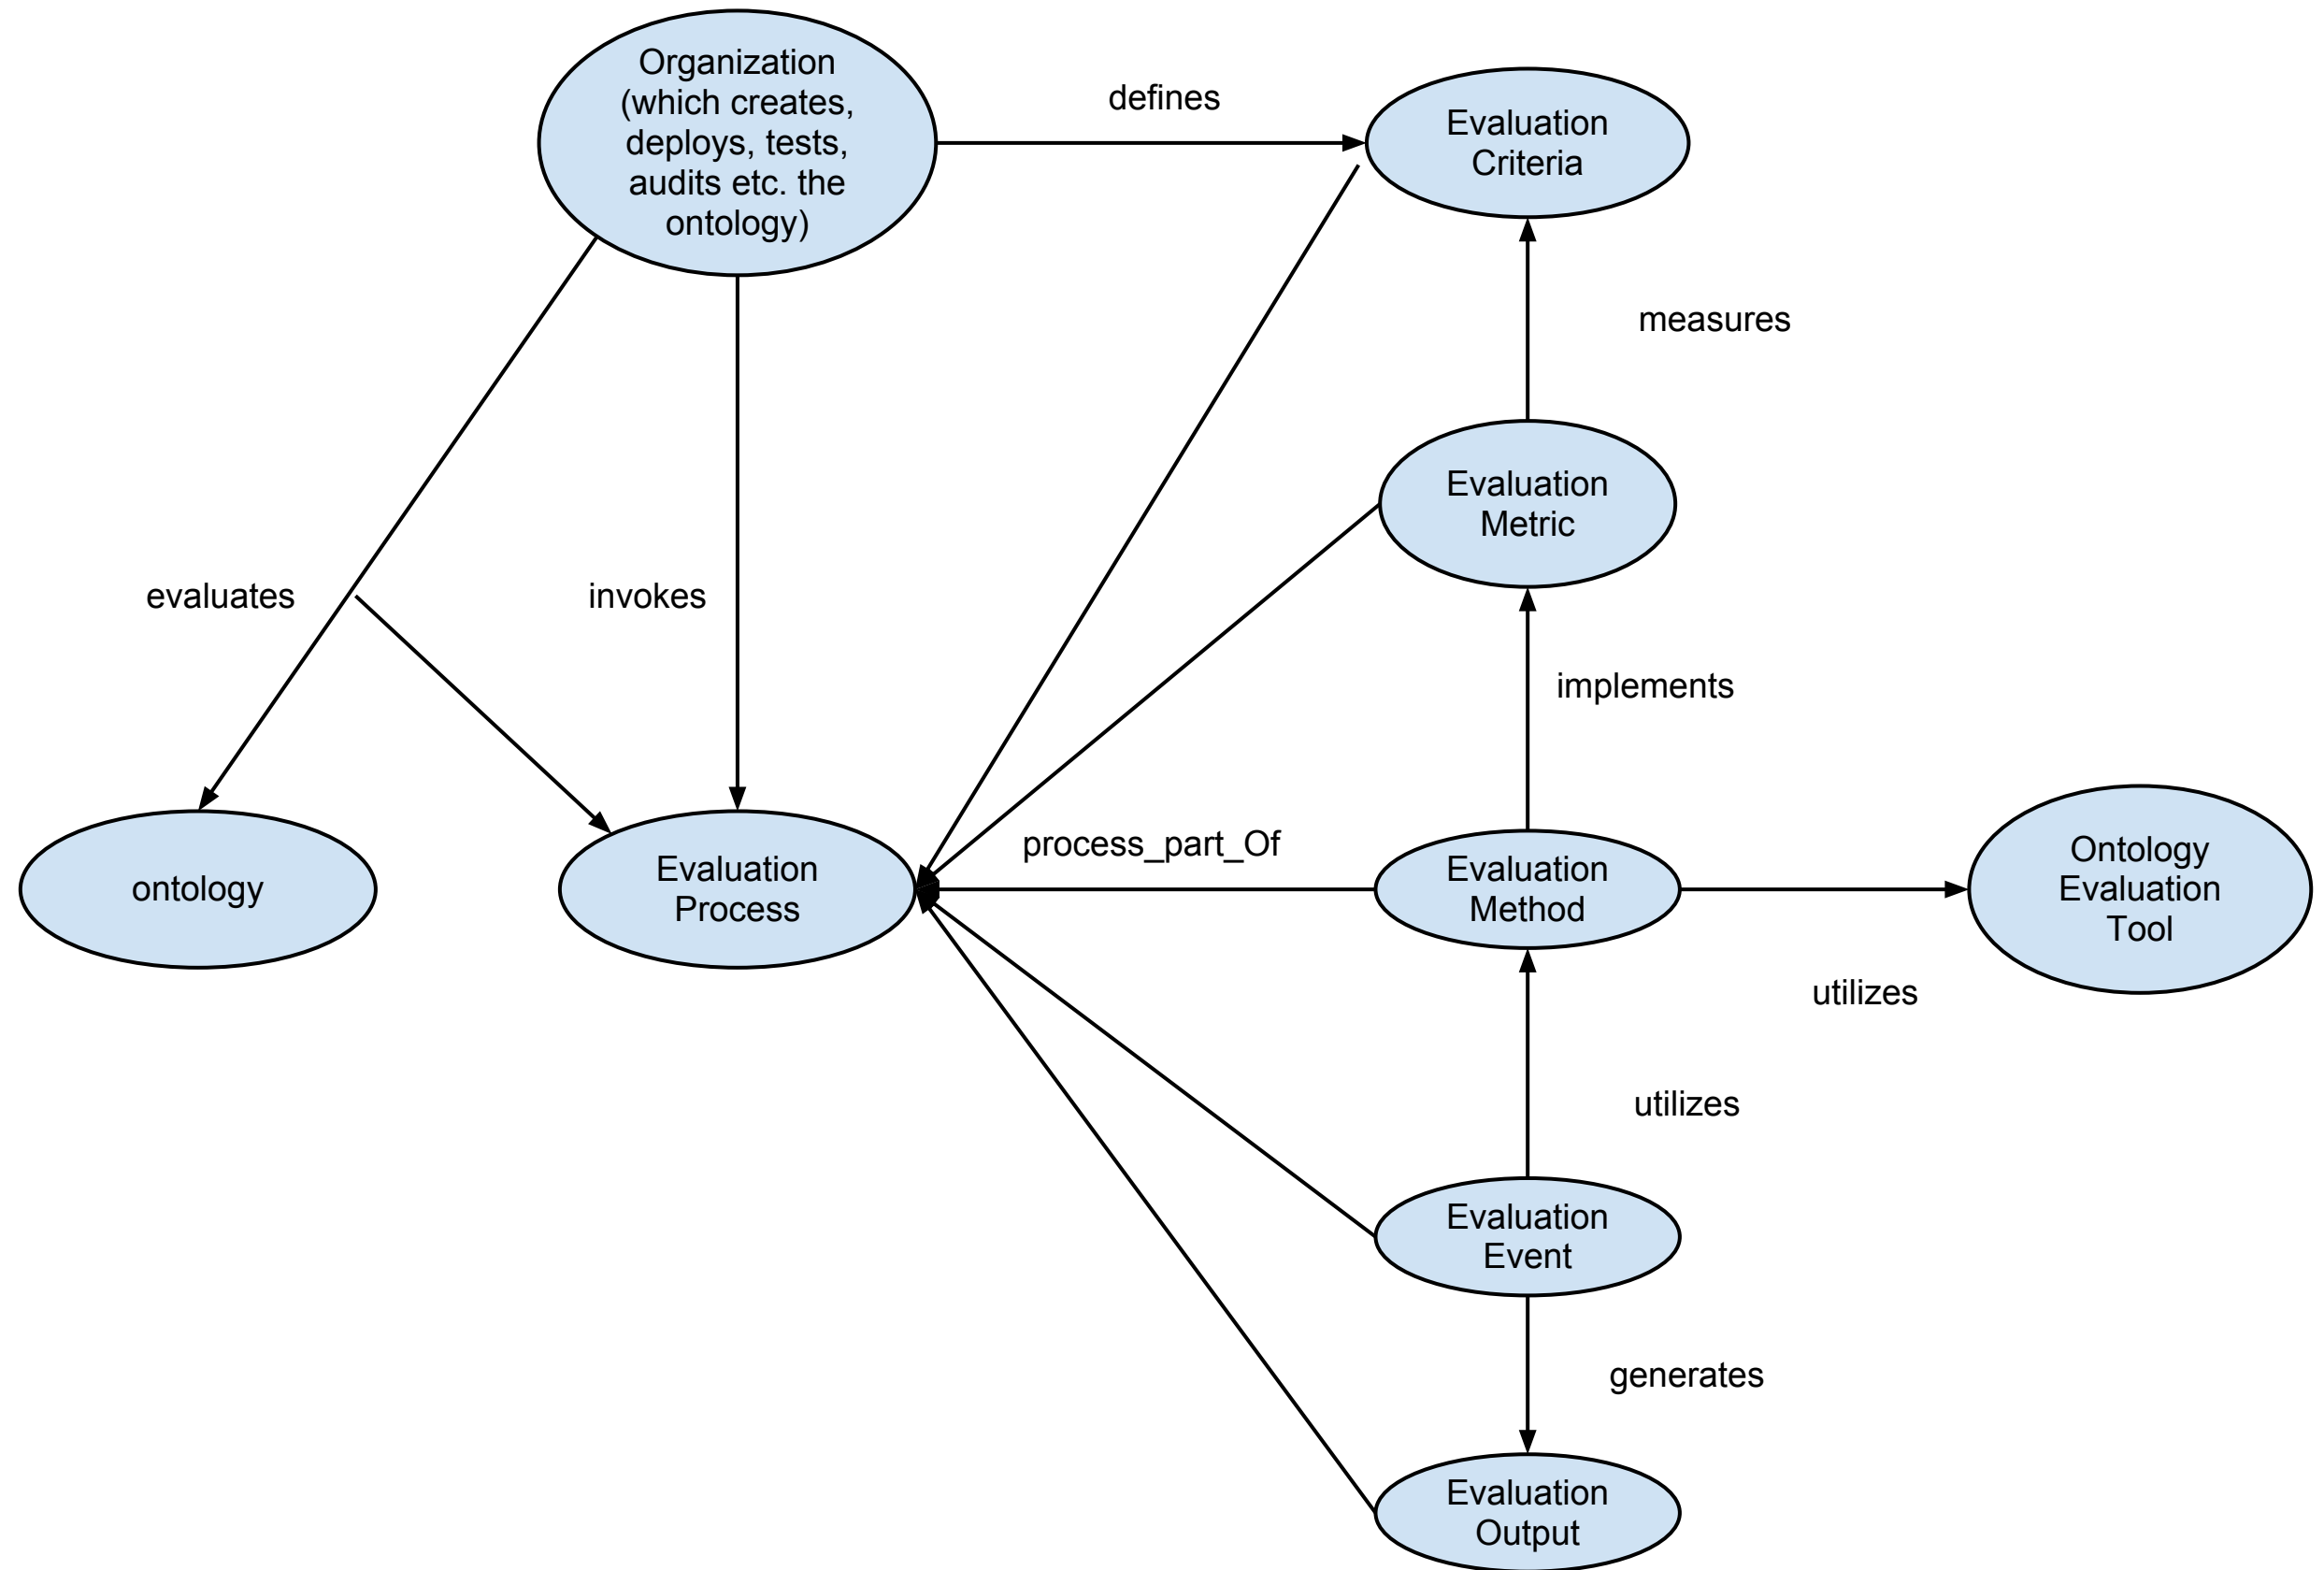 Organization
(which creates,
deploys, tests,
audits etc. the
ontology)
defines
Evaluation
Criteria
measures
Evaluation
Metric
evaluates
invokes
implements
process_part_Of
ontology
Evaluation
Process
Evaluation
Method
Ontology
Evaluation
Tool
utilizes
utilizes
Evaluation
Event
generates
Evaluation
Output